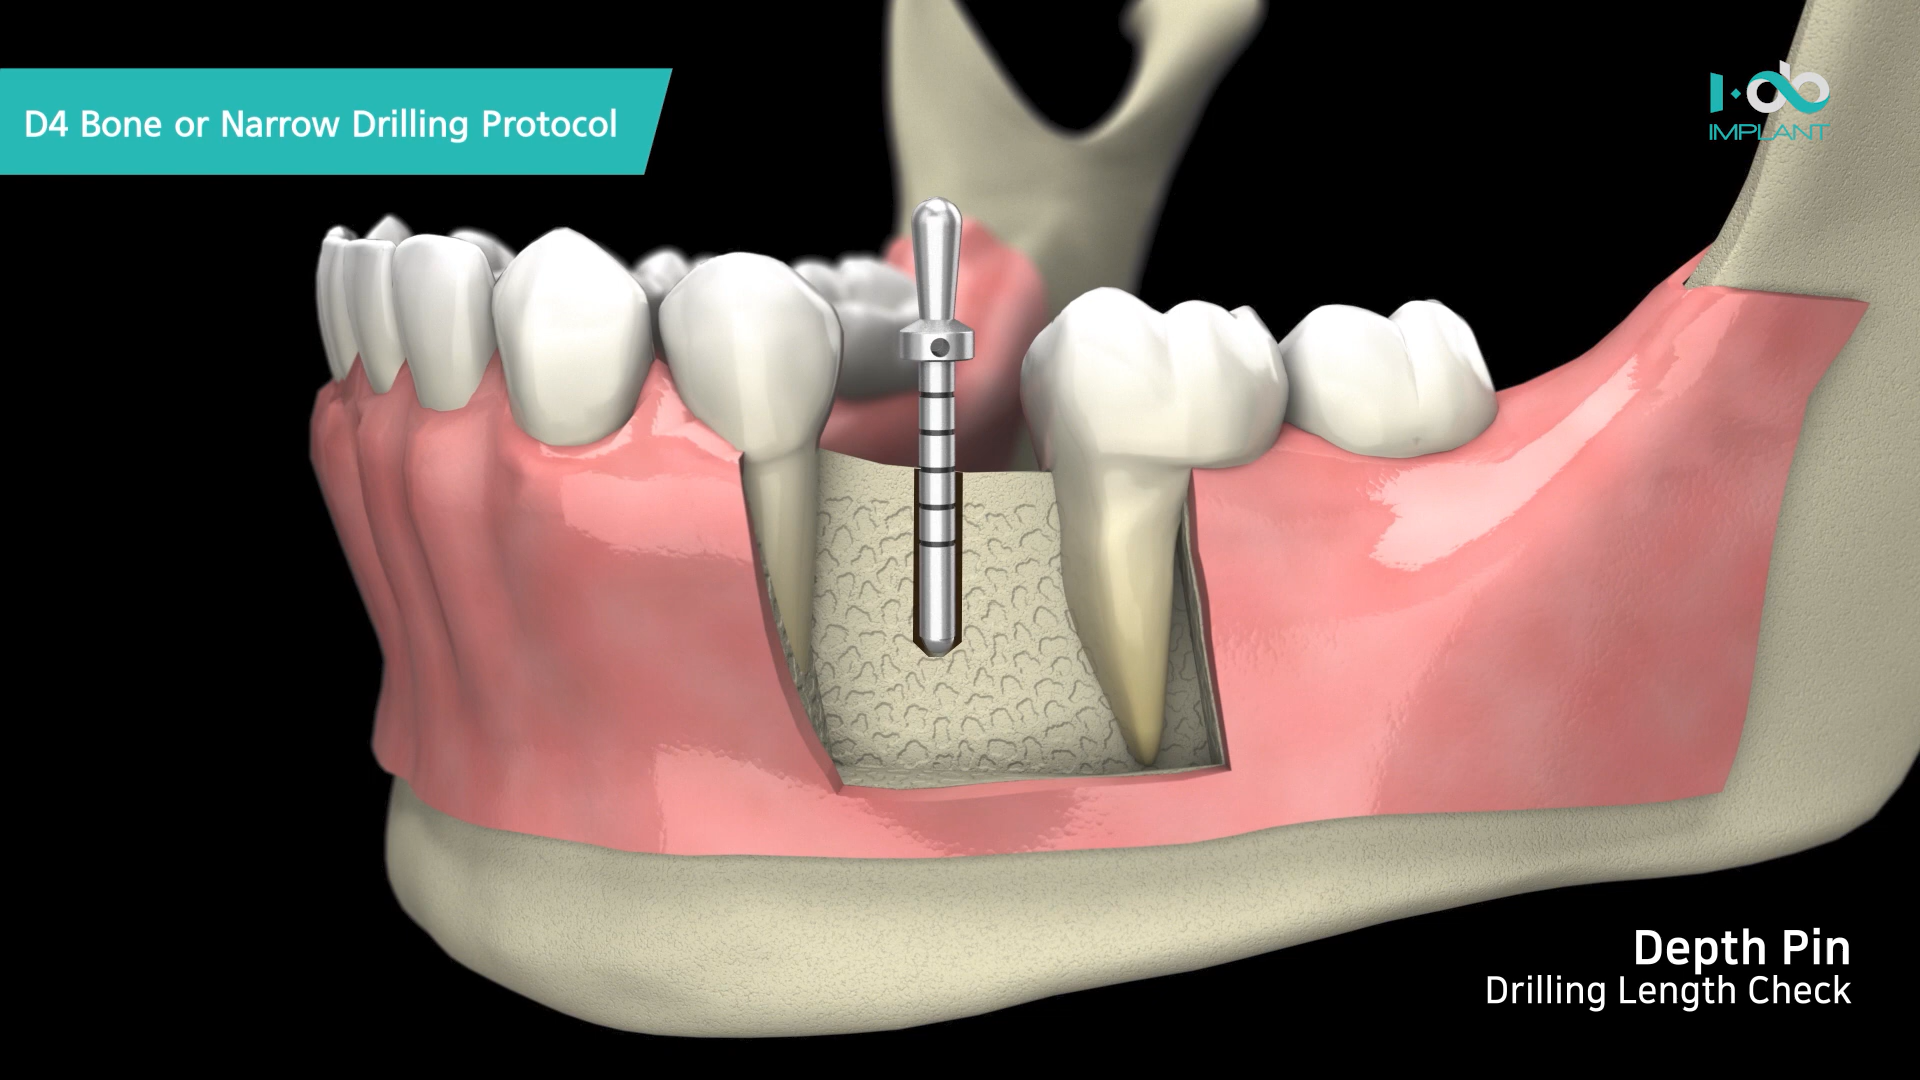 D4 Bone or Narrow Drilling Protocol
IMPLANT
Depth Pin
Drilling Length Check